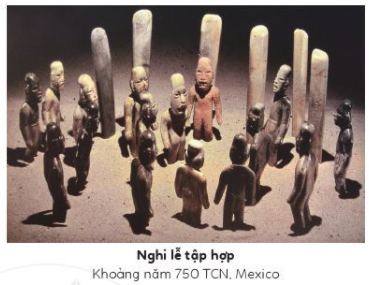 Nghi lễ tập hợp
Khoảng năm 750 TCN, Mexico